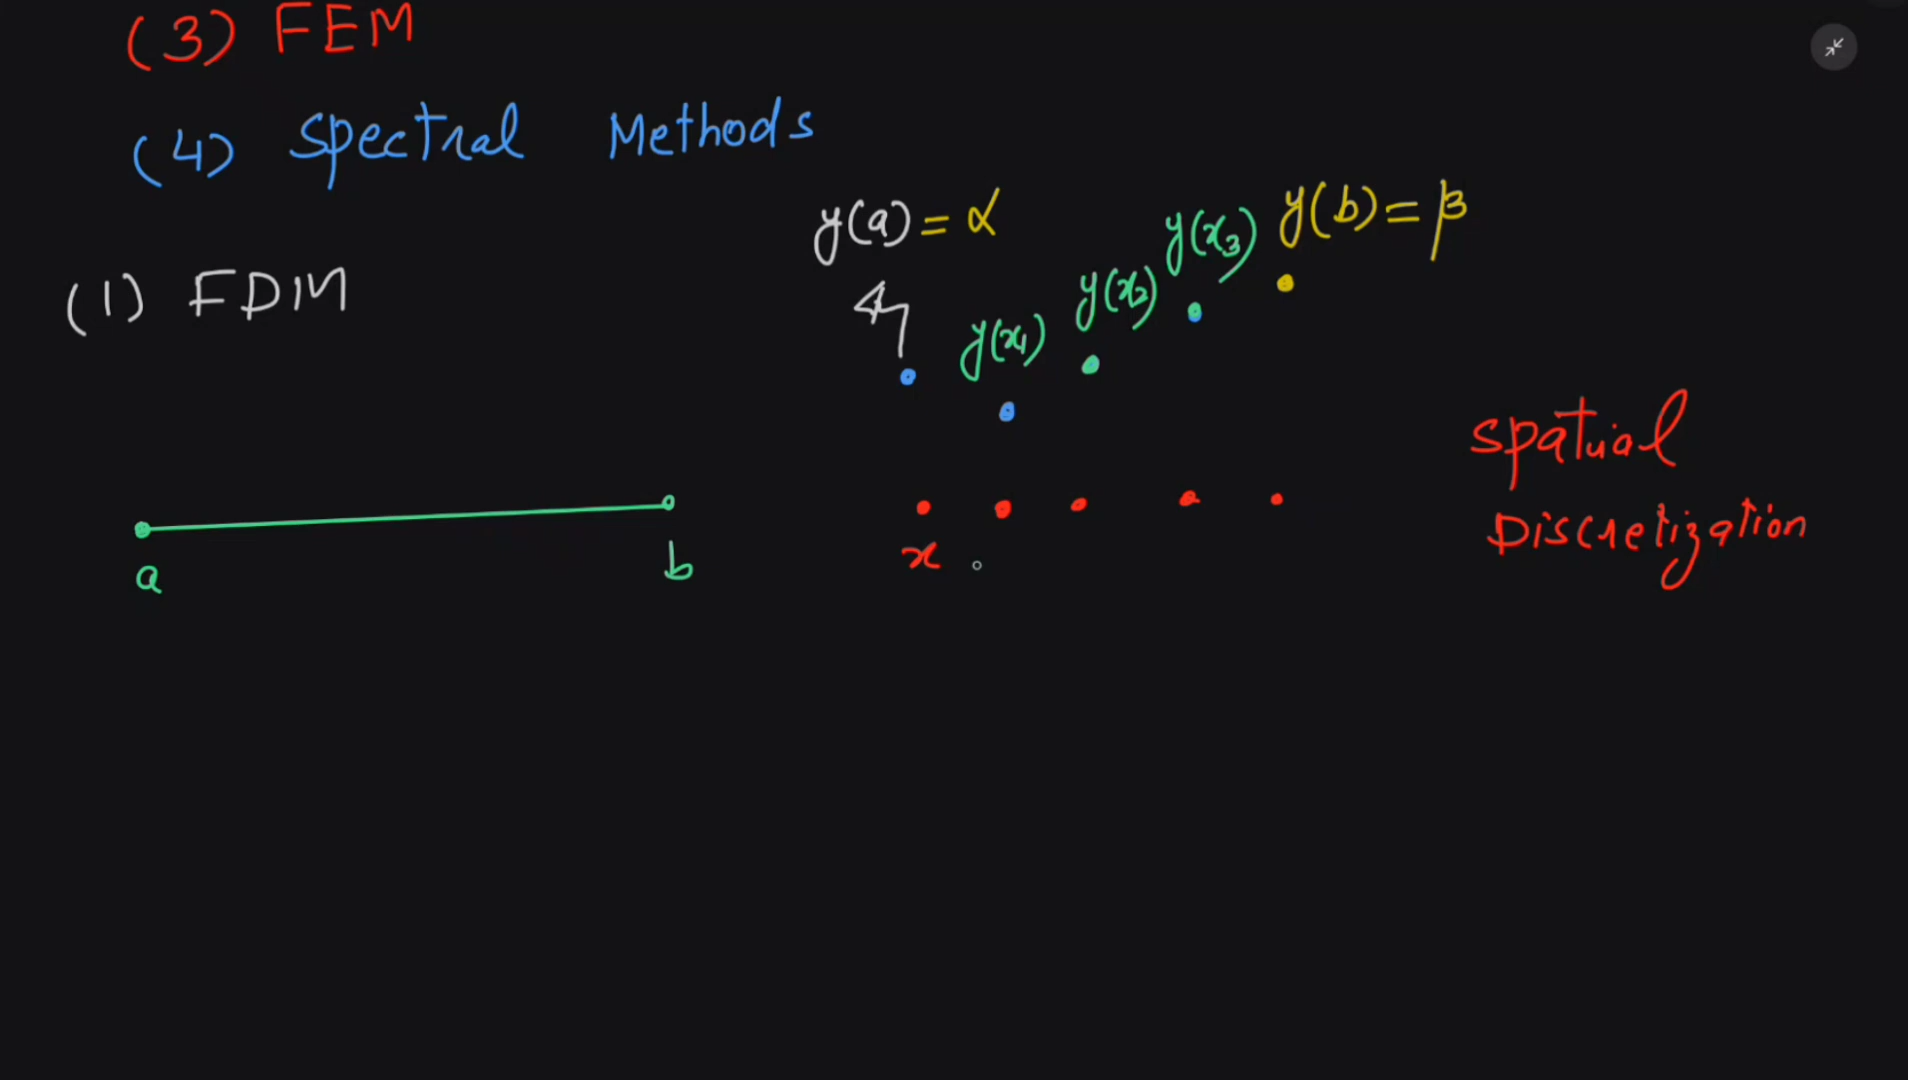 (3) FEM
(4) Spectral Methods
y(a) = α
y(x₃)
y(b) = β
(1) FDM
y(x₁)
y(x₂)
Spatial
Discretization
a
b
x